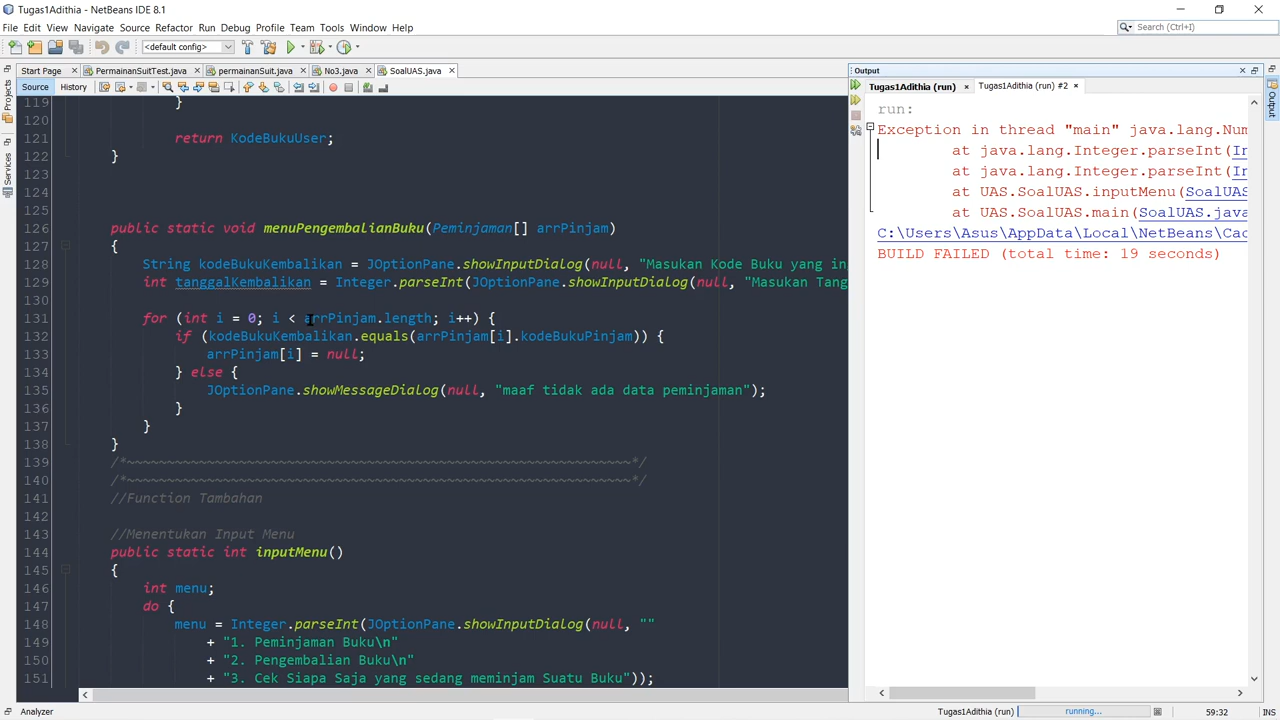 Tugas1Adithia - NetBeans IDE 8.1
File Edit View Navigate Source Refactor Run Debug Profile Team Tools Window Help
Search (Ctrl+I)
<default config>
Start Page PermainanSuitTest.java permainanSuit.java No3.java SoalUAS.java
Source History
Projects
Services
119 }
120
121 return KodeBukuUser;
122 }
123
124
125
126 public static void menuPengembalianBuku(Peminjaman[] arrPinjam)
127 {
128 String kodeBukuKembalikan = JOptionPane.showInputDialog(null, "Masukan Kode Buku yang in
129 int tanggalKembalikan = Integer.parseInt(JOptionPane.showInputDialog(null, "Masukan Tang
130
131 for (int i = 0; i < arrPinjam.length; i++) {
132 if (kodeBukuKembalikan.equals(arrPinjam[i].kodeBukuPinjam)) {
133 arrPinjam[i] = null;
134 } else {
135 JOptionPane.showMessageDialog(null, "maaf tidak ada data peminjaman");
136 }
137 }
138 }
139 /*~~~~~~~~~~~~~~~~~~~~~~~~~~~~~~~~~~~~~~~~~~~~~~~~~~~~~~~~~~~~~~*/
140 /*~~~~~~~~~~~~~~~~~~~~~~~~~~~~~~~~~~~~~~~~~~~~~~~~~~~~~~~~~~~~~~*/
141 //Function Tambahan
142
143 //Menentukan Input Menu
144 public static int inputMenu()
145 {
146 int menu;
147 do {
148 menu = Integer.parseInt(JOptionPane.showInputDialog(null, ""
149 + "1. Peminjaman Buku\n"
150 + "2. Pengembalian Buku\n"
151 + "3. Cek Siapa Saja yang sedang meminjam Suatu Buku"));
Output
Tugas1Adithia (run) Tugas1Adithia (run) #2
run:
Exception in thread "main" java.lang.Num
at java.lang.Integer.parseInt(In
at java.lang.Integer.parseInt(In
at UAS.SoalUAS.inputMenu(SoalUAS
at UAS.SoalUAS.main(SoalUAS.java
C:\Users\Asus\AppData\Local\NetBeans\Cac
BUILD FAILED (total time: 19 seconds)
Output
Analyzer
Tugas1Adithia (run) running... 59:32 INS